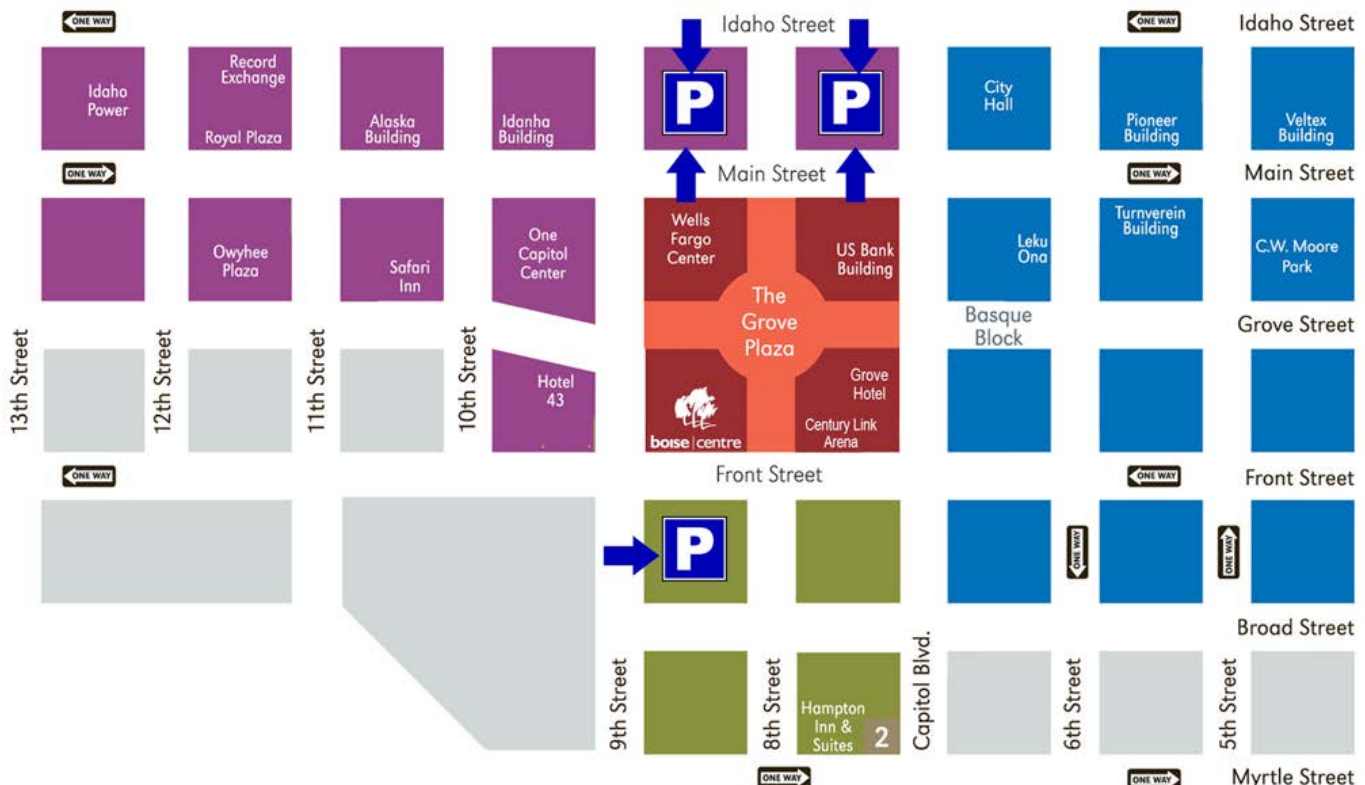 ONE WAY
Idaho Street
ONE WAY
Idaho Street
Idaho
Power
Record
Exchange
Royal Plaza
Alaska
Building
Idanha
Building
P
P
City
Hall
Pioneer
Building
Veltex
Building
ONE WAY
Main Street
ONE WAY
Main Street
Owyhee
Plaza
Safari
Inn
One
Capitol
Center
Wells
Fargo
Center
US Bank
Building
The
Grove
Plaza
Leku
Ona
Turnverein
Building
C.W. Moore
Park
Basque
Block
Grove Street
13th Street
12th Street
11th Street
10th Street
Hotel
43
boise|centre
Grove
Hotel
Century Link
Arena
ONE WAY
Front Street
ONE WAY
Front Street
P
ONE WAY
ONE WAY
Broad Street
9th Street
8th Street
Hampton
Inn &
Suites
2
Capitol Blvd.
6th Street
5th Street
ONE WAY
ONE WAY
Myrtle Street